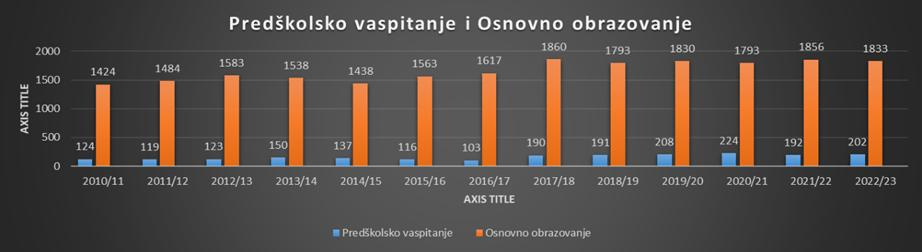 Predškolsko vaspitanje i Osnovno obrazovanje
AXIS TITLE
2000
1500
1000
500
0
1424 1484 1583 1538 1438 1563 1617 1860 1793 1830 1793 1856 1833
124 119 123 150 137 116 103 190 191 208 224 192 202
2010/11 2011/12 2012/13 2013/14 2014/15 2015/16 2016/17 2017/18 2018/19 2019/20 2020/21 2021/22 2022/23
AXIS TITLE
Predškolsko vaspitanje Osnovno obrazovanje